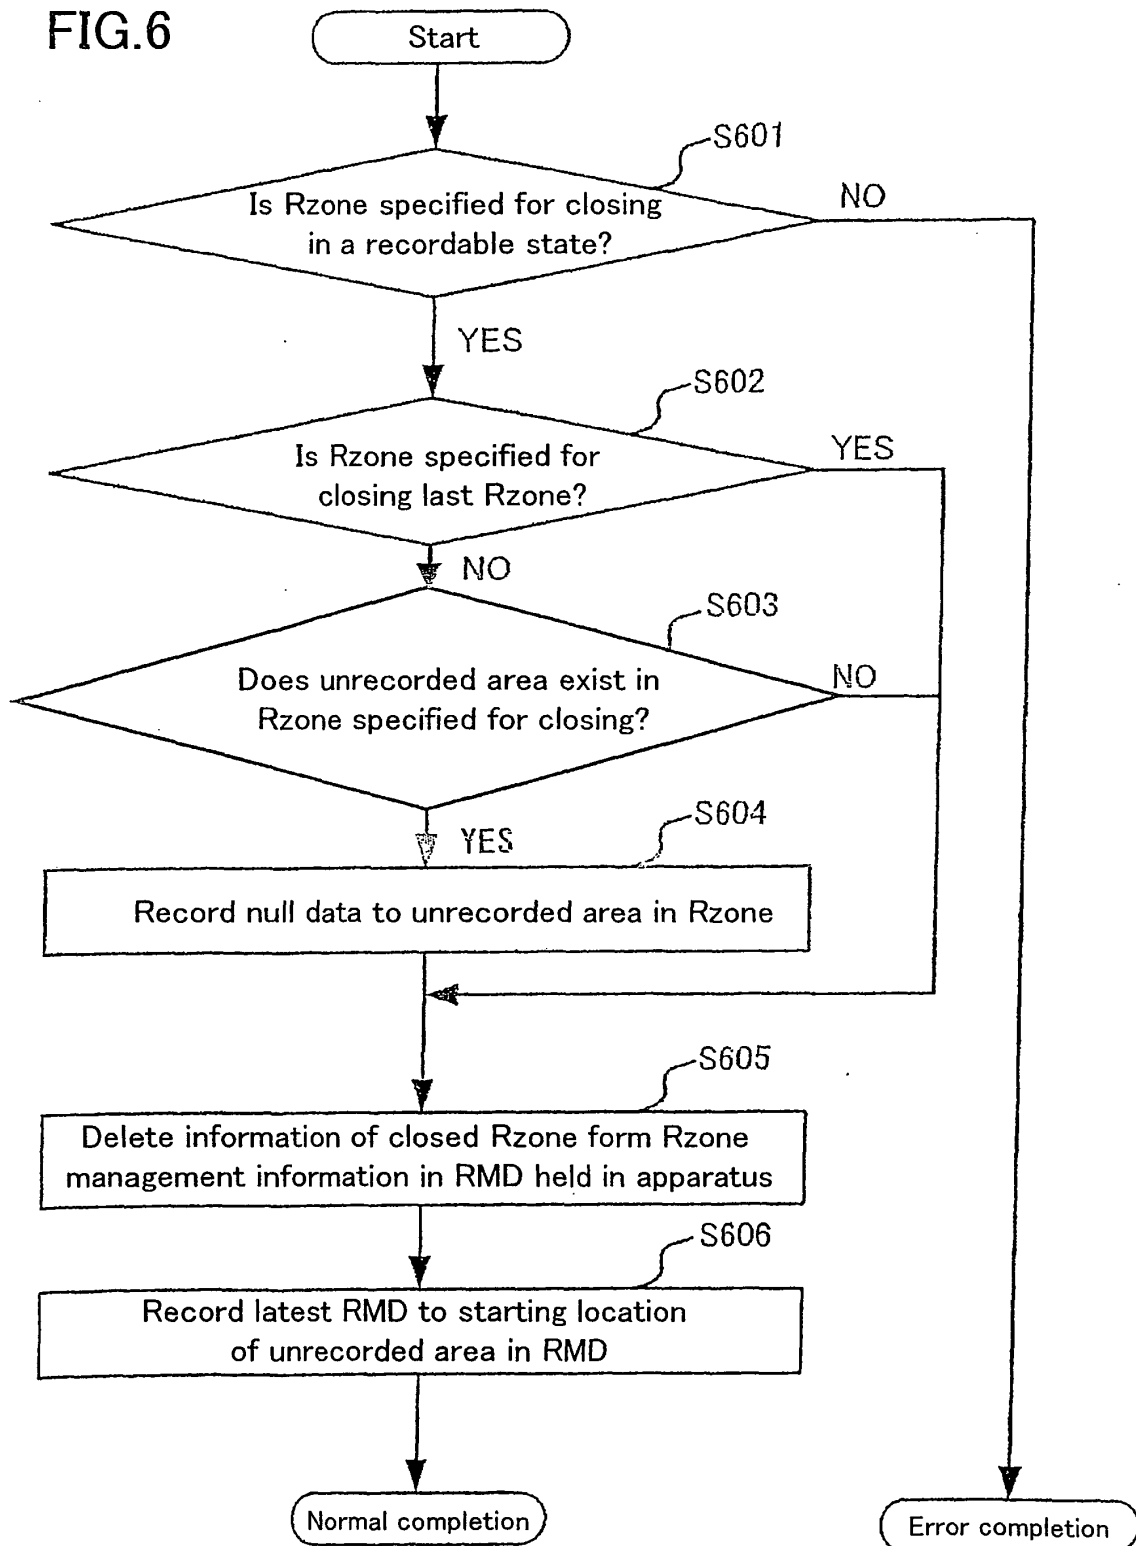 FIG.6
Start
S601
Is Rzone specified for closing
in a recordable state?
NO
YES
S602
Is Rzone specified for
closing last Rzone?
YES
NO
S603
Does unrecorded area exist in
Rzone specified for closing?
NO
YES
S604
Record null data to unrecorded area in Rzone
S605
Delete information of closed Rzone form Rzone
management information in RMD held in apparatus
S606
Record latest RMD to starting location
of unrecorded area in RMD
Normal completion
Error completion